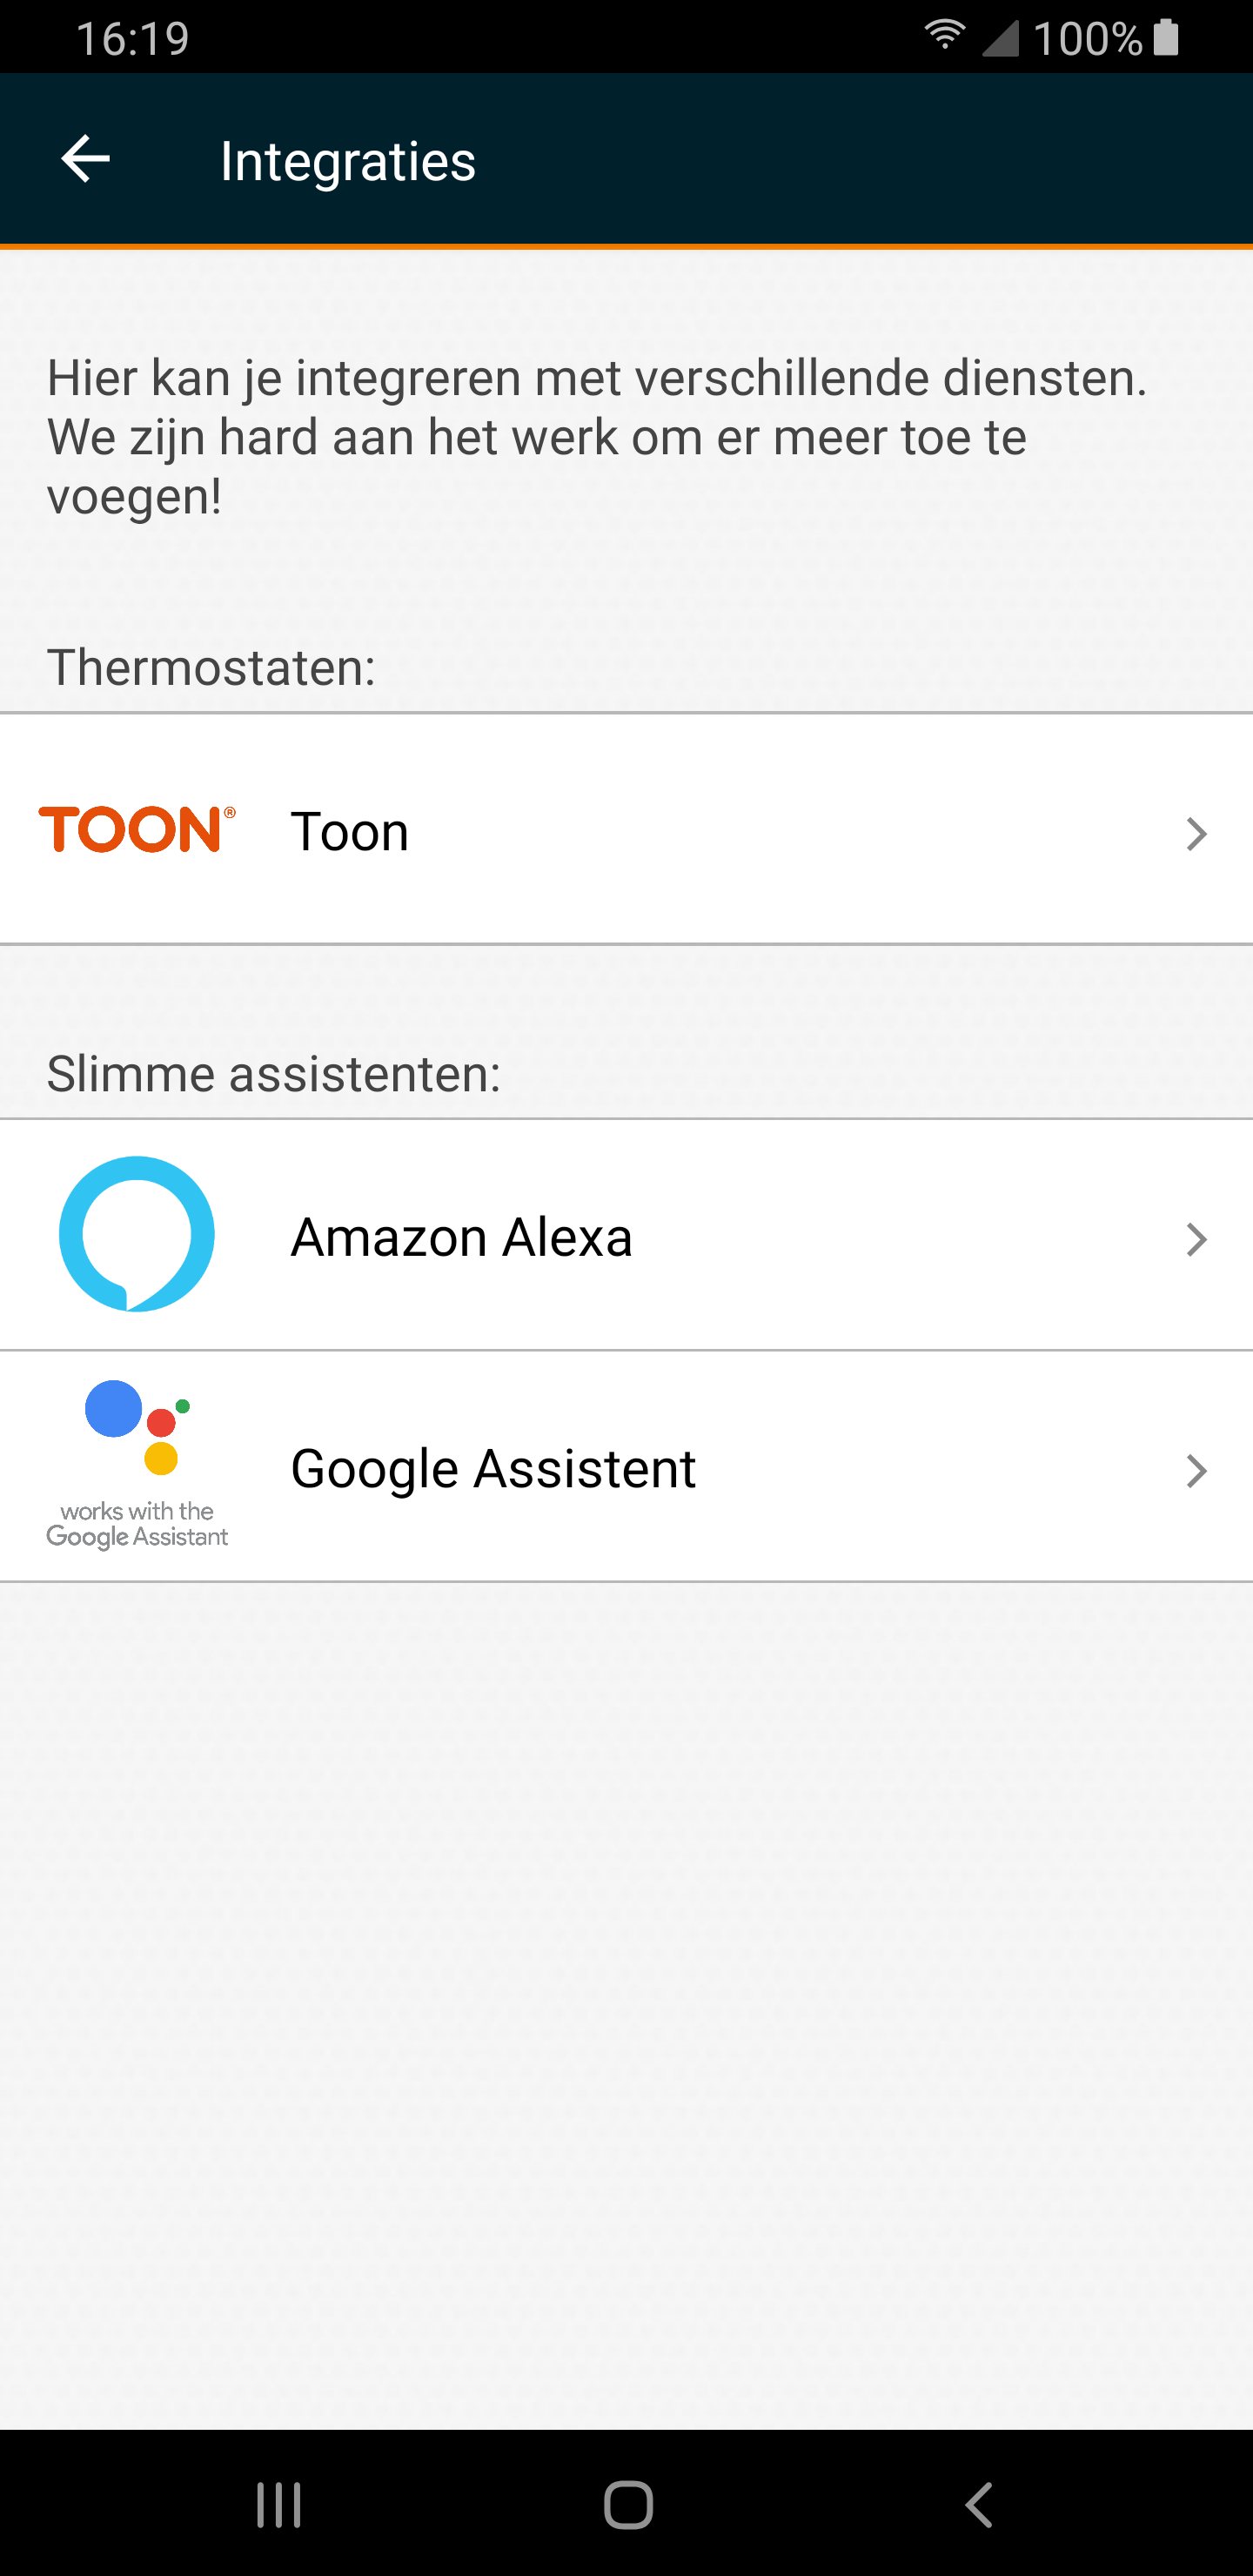 16:19
100%
Integraties
Hier kan je integreren met verschillende diensten.
We zijn hard aan het werk om er meer toe te
voegen!
Thermostaten:
TOON® Toon
Slimme assistenten:
Amazon Alexa
works with the
Google Assistant
Google Assistent